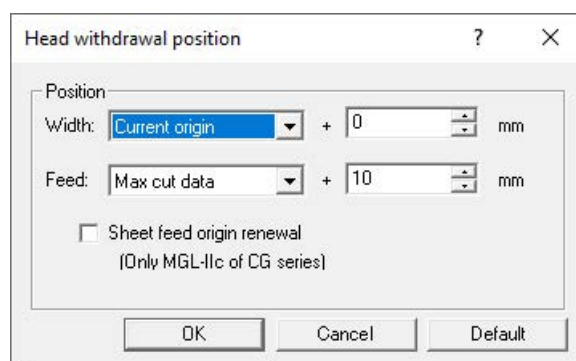 Head withdrawal position ? ×
Position
Width: Current origin + 0 mm
Feed: Max cut data + 10 mm
Sheet feed origin renewal
(Only MGL-IIc of CG series)
OK Cancel Default